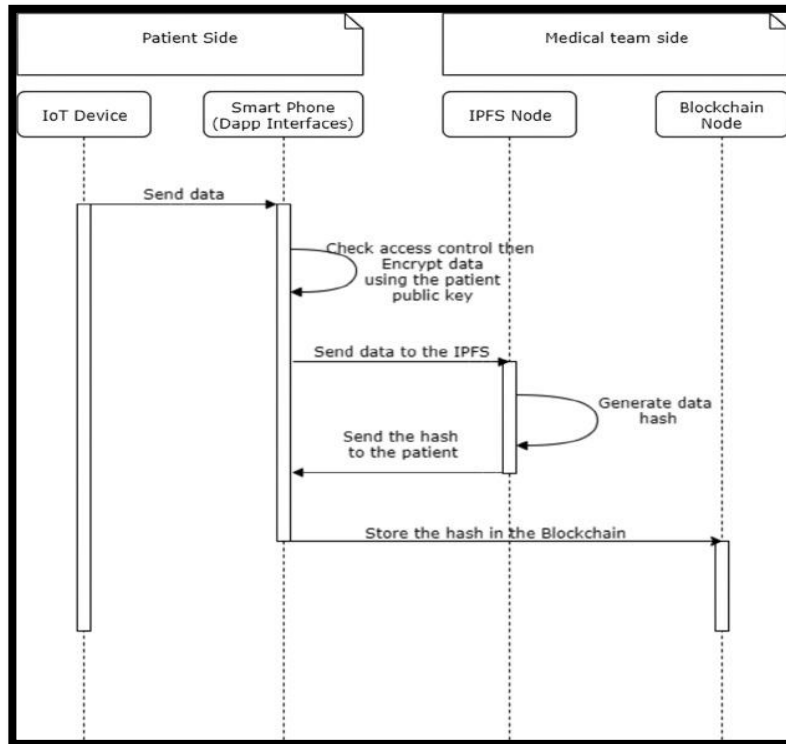 Patient Side
Medical team side
IoT Device
Smart Phone
(Dapp Interfaces)
IPFS Node
Blockchain
Node
Send data
Check access control then
Encrypt data
using the patient
public key
Send data to the IPFS
Generate data
hash
Send the hash
to the patient
Store the hash in the Blockchain